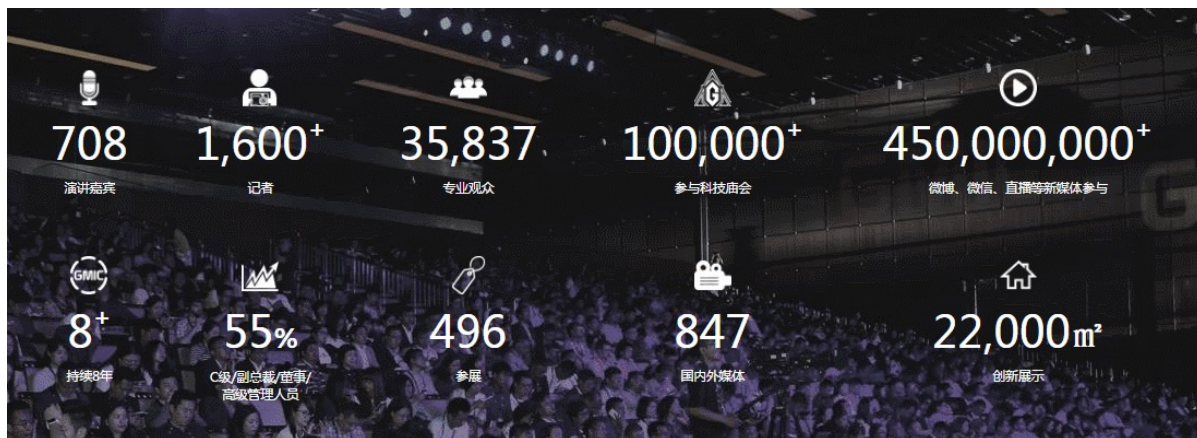 708
1,600+
35,837
100,000+
450,000,000+
演讲嘉宾
记者
专业观众
参与科技庙会
微博、微信、直播等新媒体参与
GMIC
G
G
8+
55%
496
847
22,000㎡
持续8年
C级/副总裁/董事/
高级管理人员
参展
国内外媒体
创新展示